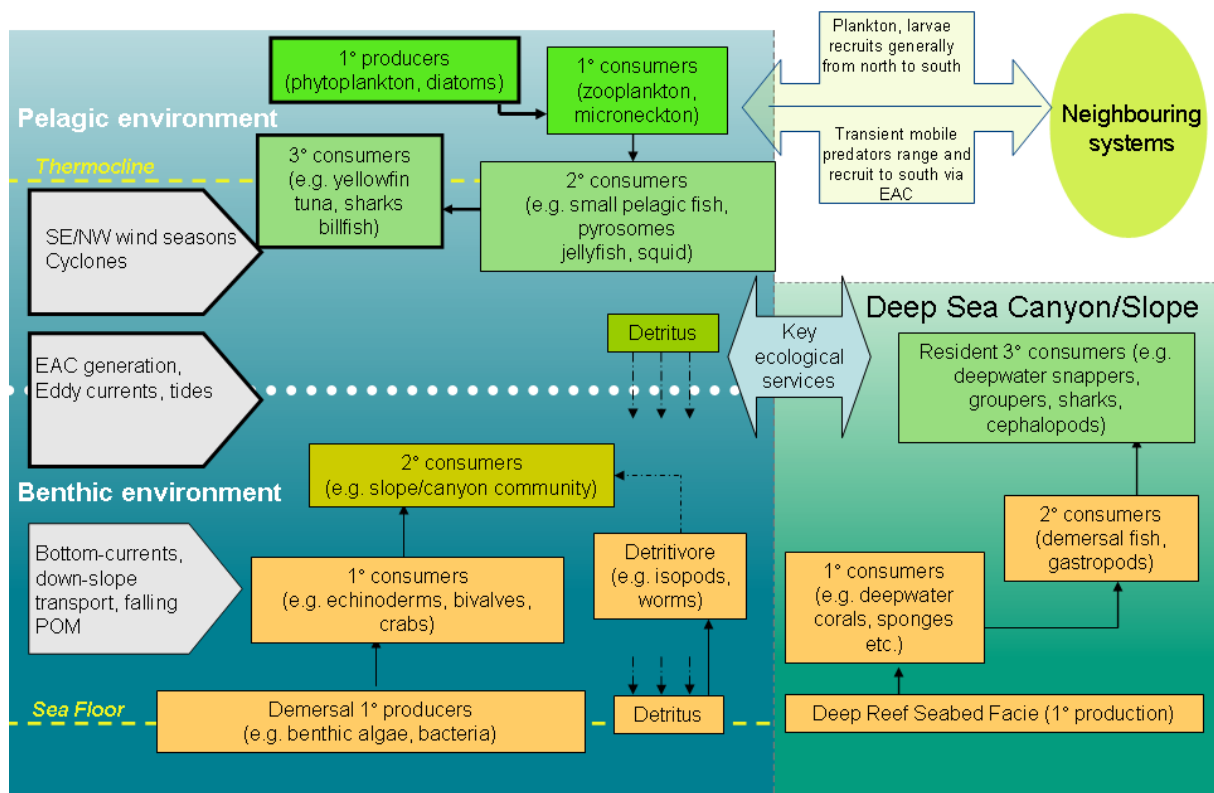 1° producers
(phytoplankton, diatoms)
1° consumers
(zooplankton,
microneckton)
Plankton, larvae
recruits generally
from north to south
Transient mobile
predators range and
recruit to south via
EAC
Neighbouring
systems
Pelagic environment
Thermocline
3° consumers
(e.g. yellowfin
tuna, sharks
billfish)
2° consumers
(e.g. small pelagic fish,
pyrosomes
jellyfish, squid)
SE/NW wind seasons
Cyclones
Detritus
Key
ecological
services
Deep Sea Canyon/Slope
Resident 3° consumers (e.g.
deepwater snappers,
groupers, sharks,
cephalopods)
EAC generation,
Eddy currents, tides
Benthic environment
2° consumers
(e.g. slope/canyon community)
Bottom-currents,
down-slope
transport, falling
POM
1° consumers
(e.g. echinoderms, bivalves,
crabs)
Detritivore
(e.g. isopods,
worms)
2° consumers
(demersal fish,
gastropods)
1° consumers
(e.g. deepwater
corals, sponges
etc.)
Sea Floor
Demersal 1° producers
(e.g. benthic algae, bacteria)
Detritus
Deep Reef Seabed Facie (1° production)